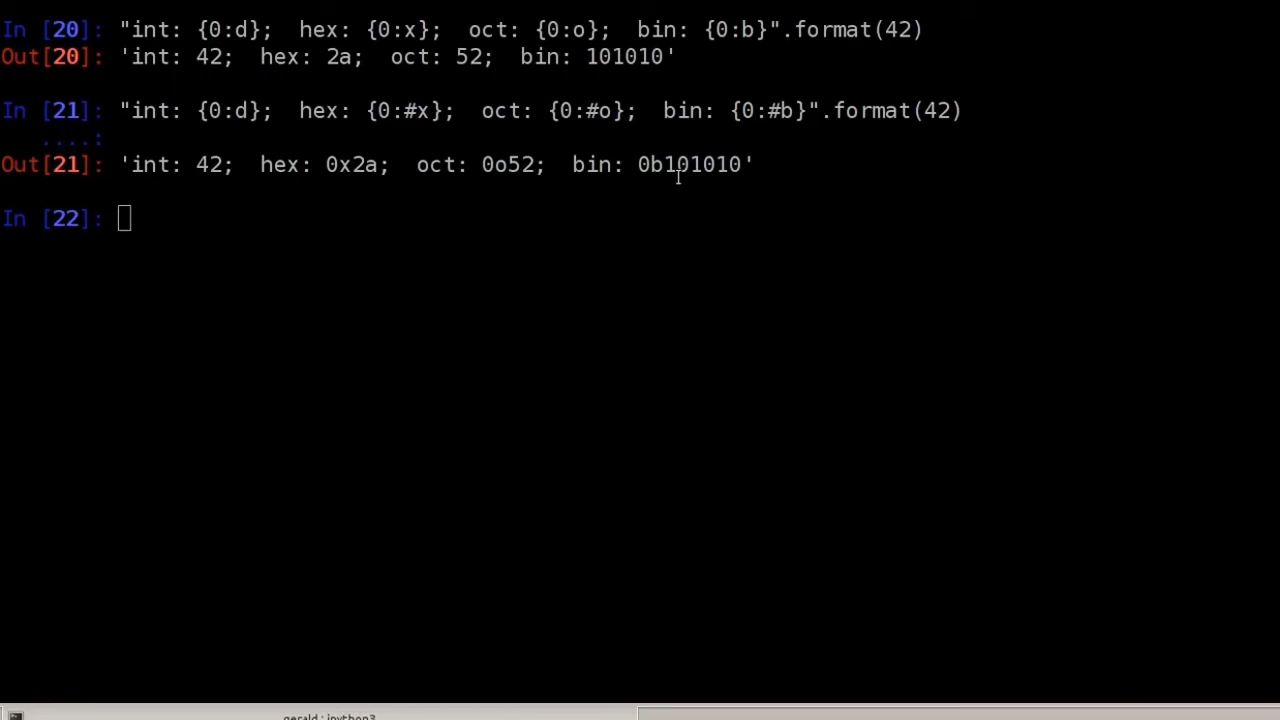 In [20]: "int: {0:d};  hex: {0:x};  oct: {0:o};  bin: {0:b}".format(42)
Out[20]: 'int: 42;  hex: 2a;  oct: 52;  bin: 101010'
In [21]: "int: {0:d};  hex: {0:#x};  oct: {0:#o};  bin: {0:#b}".format(42)
   ....:
Out[21]: 'int: 42;  hex: 0x2a;  oct: 0o52;  bin: 0b101010'
In [22]:
gerald : ipython3